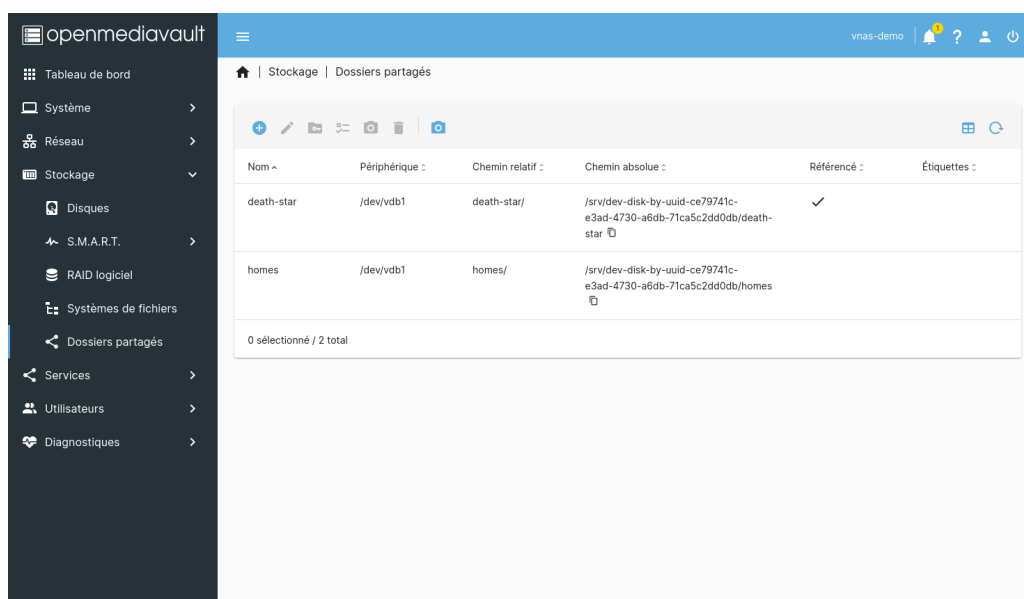 openmediavault
vnas-demo
1
?
Tableau de bord
Système
Réseau
Stockage
Disques
S.M.A.R.T.
RAID logiciel
Systèmes de fichiers
Dossiers partagés
Services
Utilisateurs
Diagnostiques
| Stockage | Dossiers partagés
Nom Périphérique Chemin relatif Chemin absolue Référencé Étiquettes
death-star /dev/vdb1 death-star/ /srv/dev-disk-by-uuid-ce79741c-
e3ad-4730-a6db-71ca5c2dd0db/death-
star
homes /dev/vdb1 homes/ /srv/dev-disk-by-uuid-ce79741c-
e3ad-4730-a6db-71ca5c2dd0db/homes
0 sélectionné / 2 total